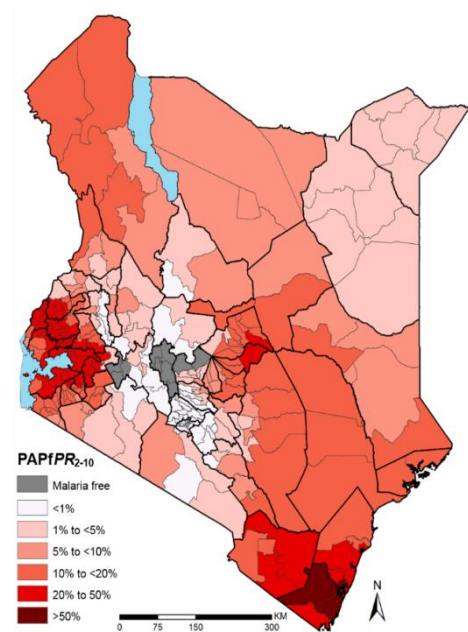 PAPfPR2-10
Malaria free
<1%
1% to <5%
5% to <10%
10% to <20%
20% to 50%
>50%
N
KM
0 75 150 300